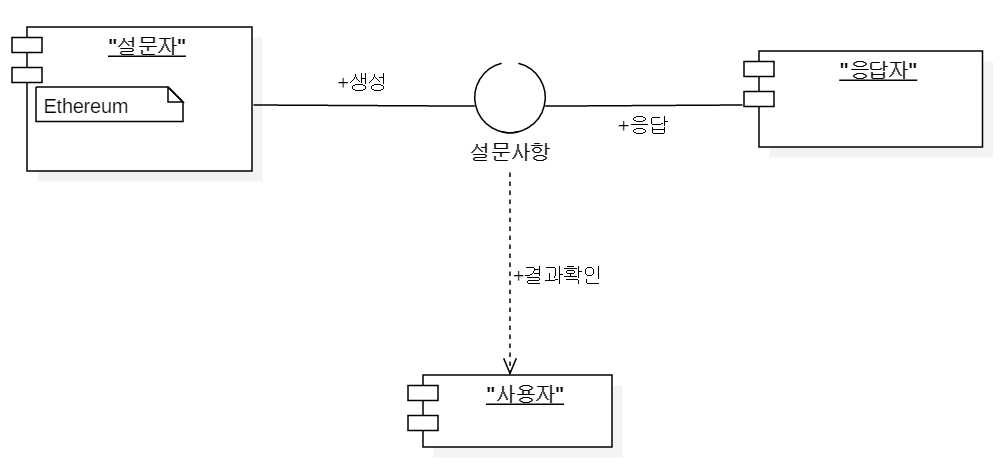 "설문자"
Ethereum
+생성
설문사항
+응답
"응답자"
+결과확인
"사용자"